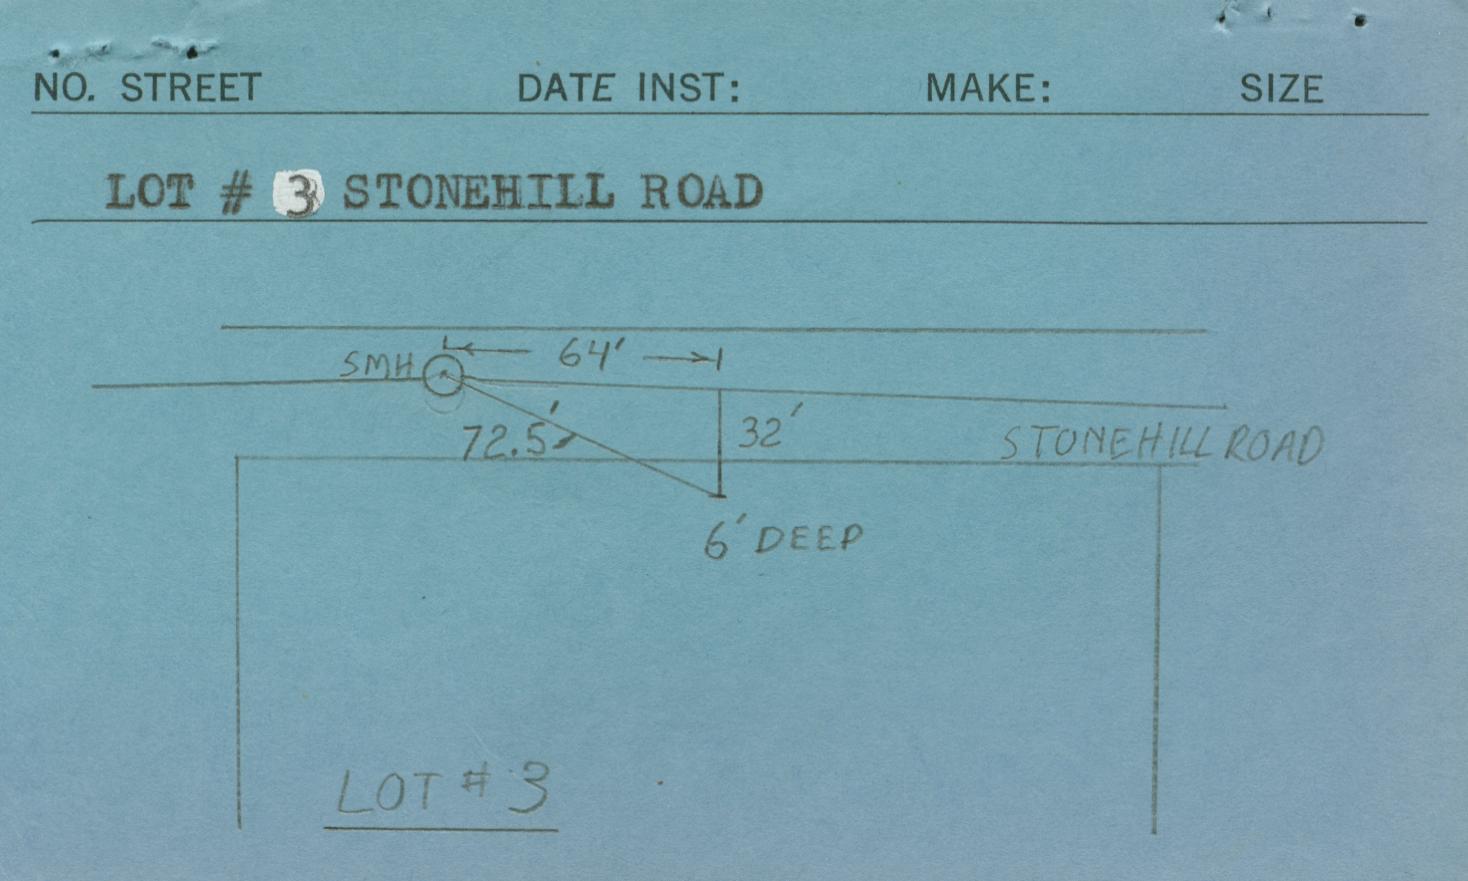 NO. STREET DATE INST: MAKE: SIZE
LOT # 3 STONEHILL ROAD
SMH 64'
72.5' 32' STONEHILL ROAD
6' DEEP
LOT # 3